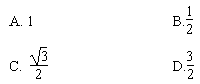 A. 1 B. 1/2
C. √3/2 D. 3/2